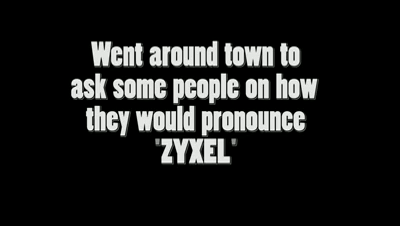 Went around town to
ask some people on how
they would pronounce
"ZYXEL"